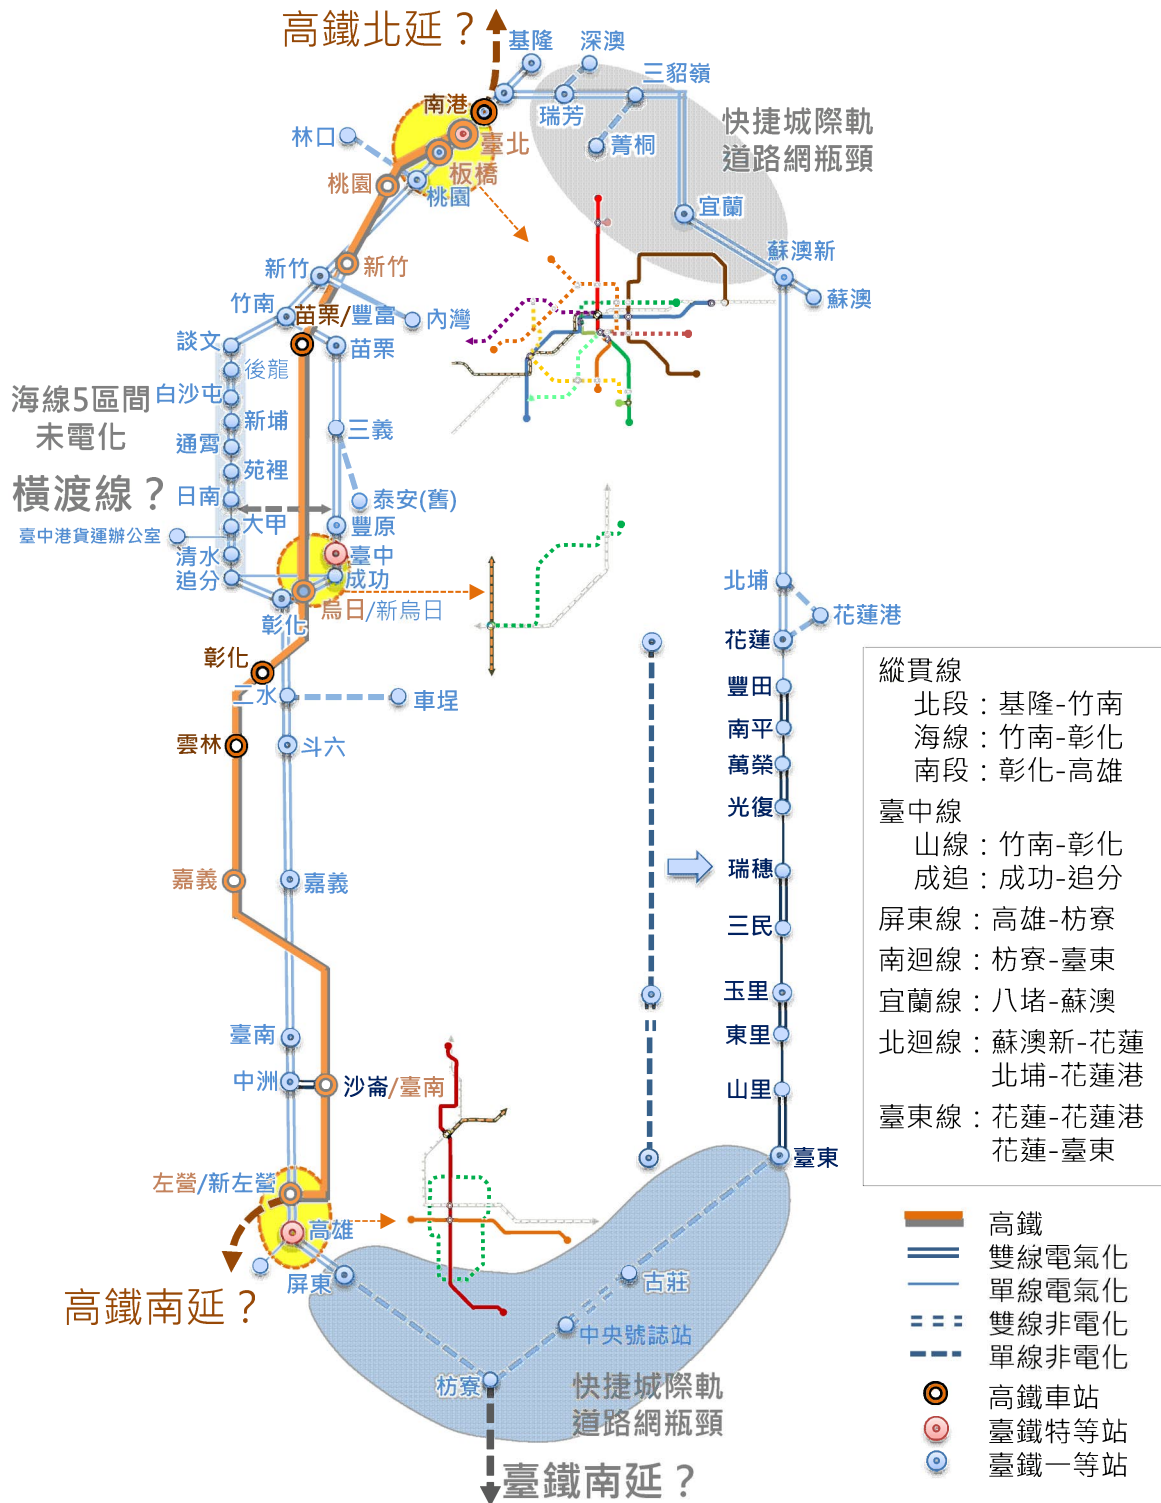 高鐵北延？
基隆
深澳
三貂嶺
南港
瑞芳
快捷城際軌
道路網瓶頸
林口
臺北
菁桐
板橋
桃園
桃園
宜蘭
蘇澳新
新竹
新竹
蘇澳
竹南
苗栗/豐富
內灣
談文
苗栗
後龍
海線5區間
未電化
白沙屯
新埔
三義
通霄
苑裡
橫渡線？
日南
泰安(舊)
大甲
豐原
臺中港貨運辦公室
清水
臺中
追分
成功
北埔
烏日/新烏日
花蓮港
彰化
花蓮
彰化
豐田
二水
車埕
南平
雲林
斗六
萬榮
光復
嘉義
嘉義
瑞穗
三民
玉里
臺南
東里
中洲
沙崙/臺南
山里
臺東
左營/新左營
高雄
屏東
古莊
高鐵南延？
中央號誌站
枋寮
快捷城際軌
道路網瓶頸
臺鐵南延？
縱貫線
北段：基隆-竹南
海線：竹南-彰化
南段：彰化-高雄
臺中線
山線：竹南-彰化
成追：成功-追分
屏東線：高雄-枋寮
南迴線：枋寮-臺東
宜蘭線：八堵-蘇澳
北迴線：蘇澳新-花蓮
北埔-花蓮港
臺東線：花蓮-花蓮港
花蓮-臺東
高鐵
雙線電氣化
單線電氣化
雙線非電化
單線非電化
高鐵車站
臺鐵特等站
臺鐵一等站